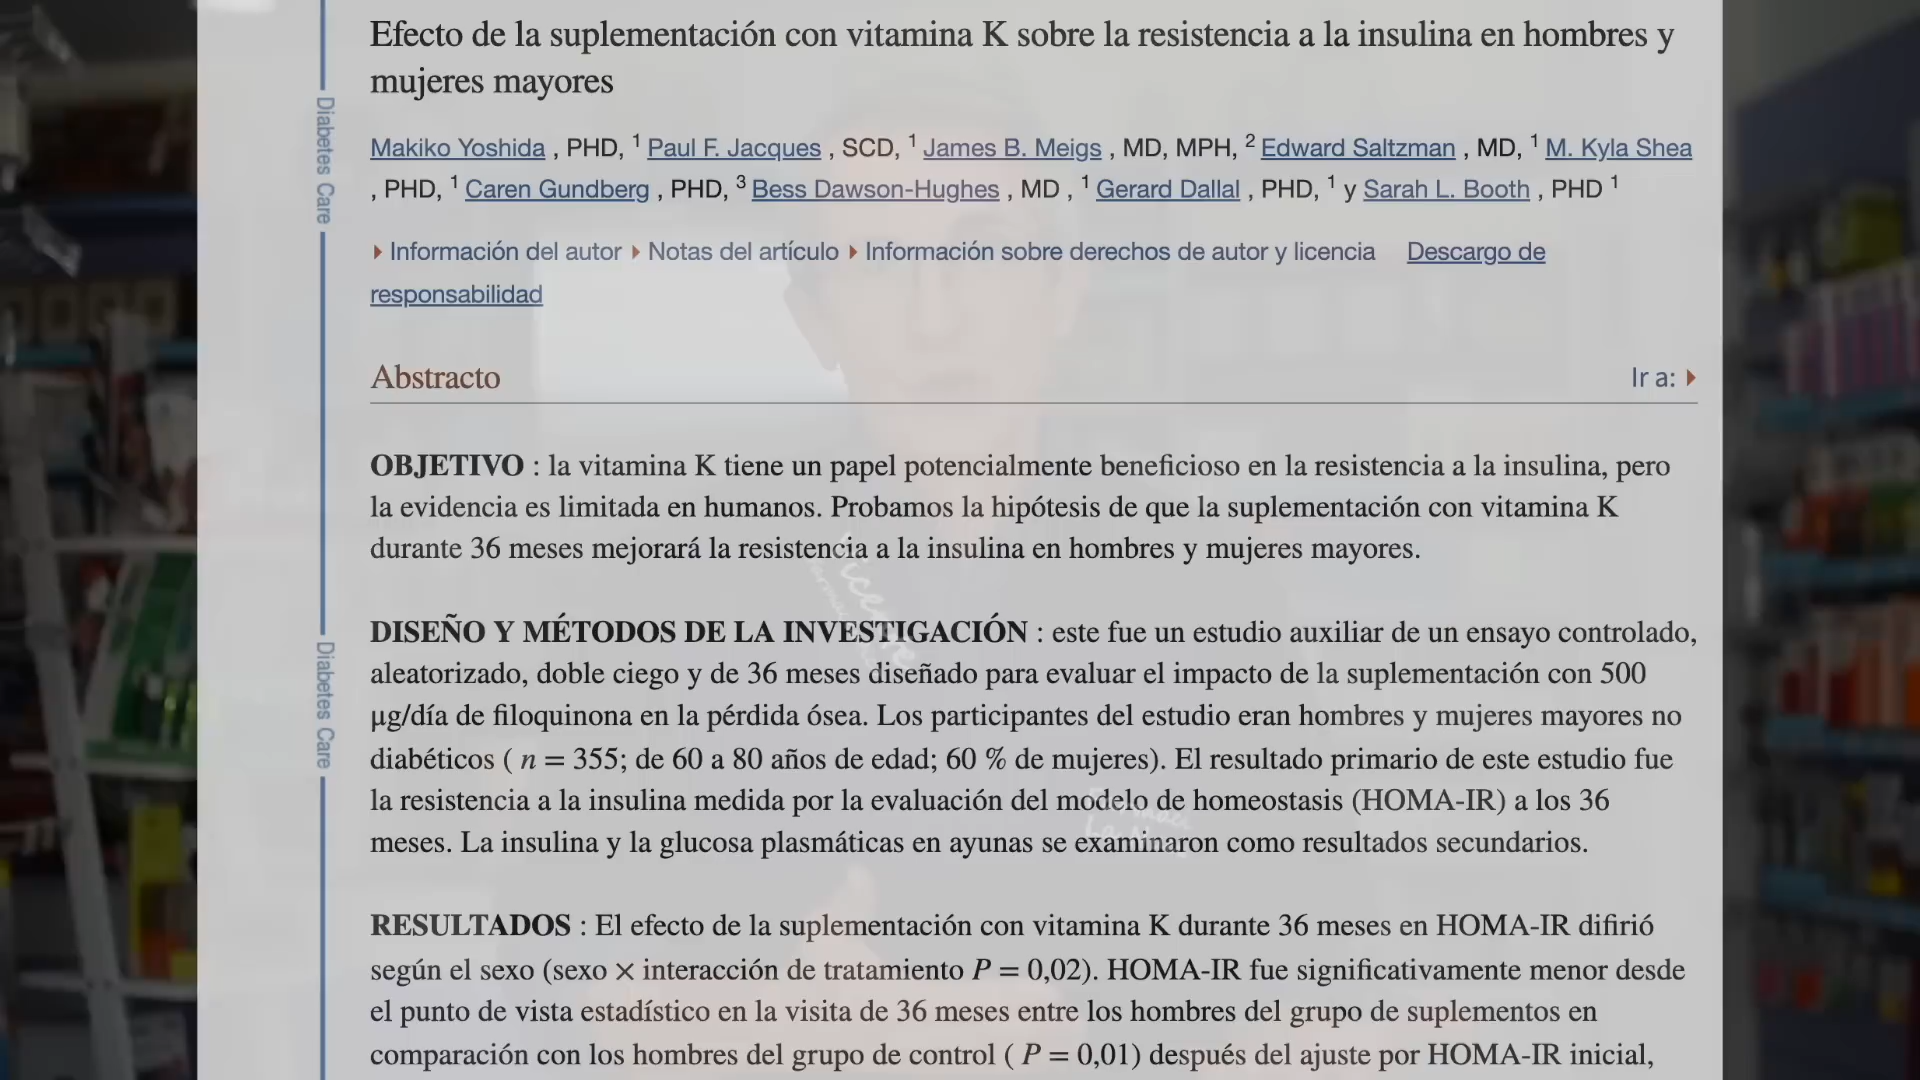 Efecto de la suplementación con vitamina K sobre la resistencia a la insulina en hombres y
mujeres mayores
Makiko Yoshida , PHD, 1 Paul F. Jacques , SCD, 1 James B. Meigs , MD, MPH, 2 Edward Saltzman , MD, 1 M. Kyla Shea
, PHD, 1 Caren Gundberg , PHD, 3 Bess Dawson-Hughes , MD , 1 Gerard Dallal , PHD, 1 y Sarah L. Booth , PHD 1
Información del autor Notas del artículo Información sobre derechos de autor y licencia Descargo de
responsabilidad
Abstracto Ir a:
OBJETIVO : la vitamina K tiene un papel potencialmente beneficioso en la resistencia a la insulina, pero
la evidencia es limitada en humanos. Probamos la hipótesis de que la suplementación con vitamina K
durante 36 meses mejorará la resistencia a la insulina en hombres y mujeres mayores.
DISEÑO Y MÉTODOS DE LA INVESTIGACIÓN : este fue un estudio auxiliar de un ensayo controlado,
aleatorizado, doble ciego y de 36 meses diseñado para evaluar el impacto de la suplementación con 500
μg/día de filoquinona en la pérdida ósea. Los participantes del estudio eran hombres y mujeres mayores no
diabéticos ( n = 355; de 60 a 80 años de edad; 60 % de mujeres). El resultado primario de este estudio fue
la resistencia a la insulina medida por la evaluación del modelo de homeostasis (HOMA-IR) a los 36
meses. La insulina y la glucosa plasmáticas en ayunas se examinaron como resultados secundarios.
RESULTADOS : El efecto de la suplementación con vitamina K durante 36 meses en HOMA-IR difirió
según el sexo (sexo × interacción de tratamiento P = 0,02). HOMA-IR fue significativamente menor desde
el punto de vista estadístico en la visita de 36 meses entre los hombres del grupo de suplementos en
comparación con los hombres del grupo de control ( P = 0,01) después del ajuste por HOMA-IR inicial,
Diabetes Care
Diabetes Care